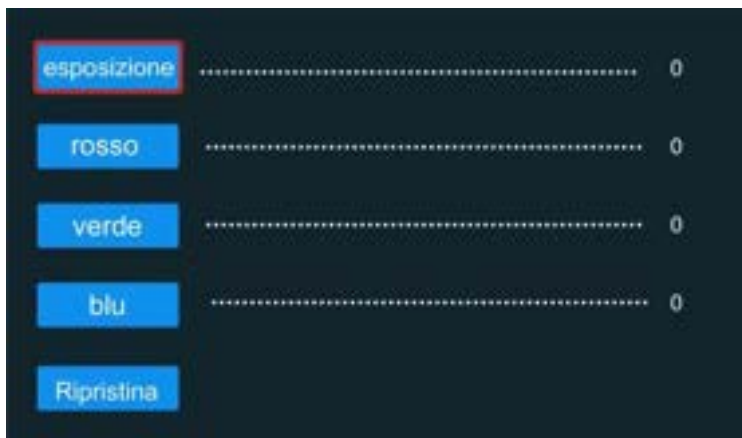 esposizione ........................................................ 0
rosso ........................................................ 0
verde ........................................................ 0
blu ........................................................ 0
Ripristina